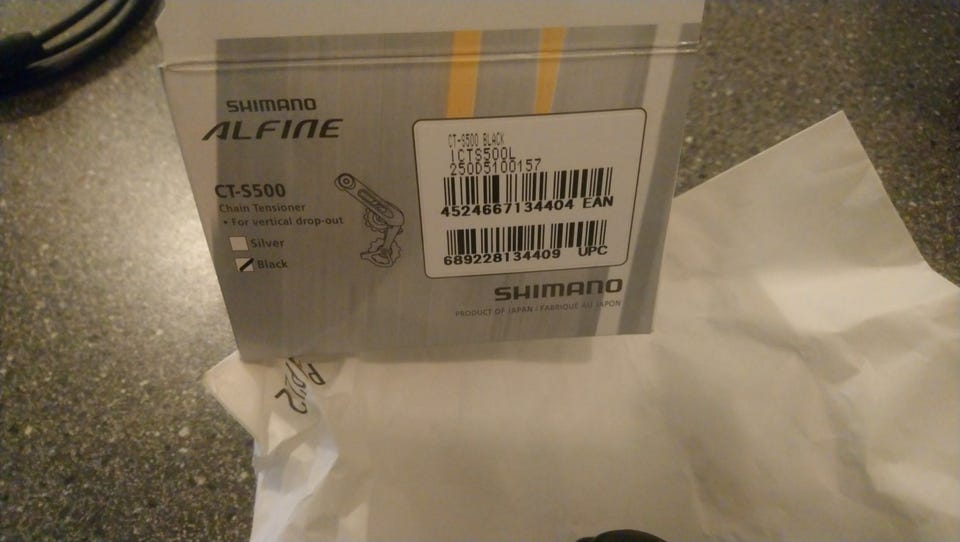 SHIMANO
ALFINE
CT-S500
Chain Tensioner
• For vertical drop-out
Silver
Black
CT-S500 BLACK
ICTS500L
250D5100157
4524667134404 EAN
689228134409 UPC
SHIMANO
PRODUCT OF JAPAN / FABRIQUE AU JAPON